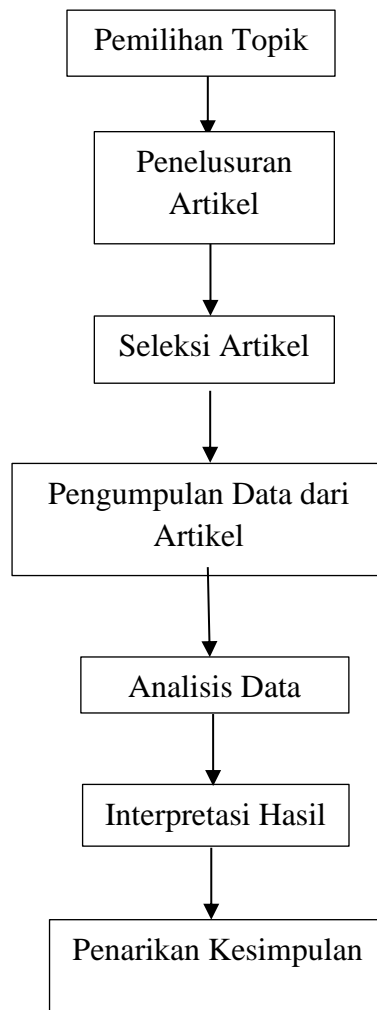 Pemilihan Topik
Penelusuran
Artikel
Seleksi Artikel
Pengumpulan Data dari
Artikel
Analisis Data
Interpretasi Hasil
Penarikan Kesimpulan